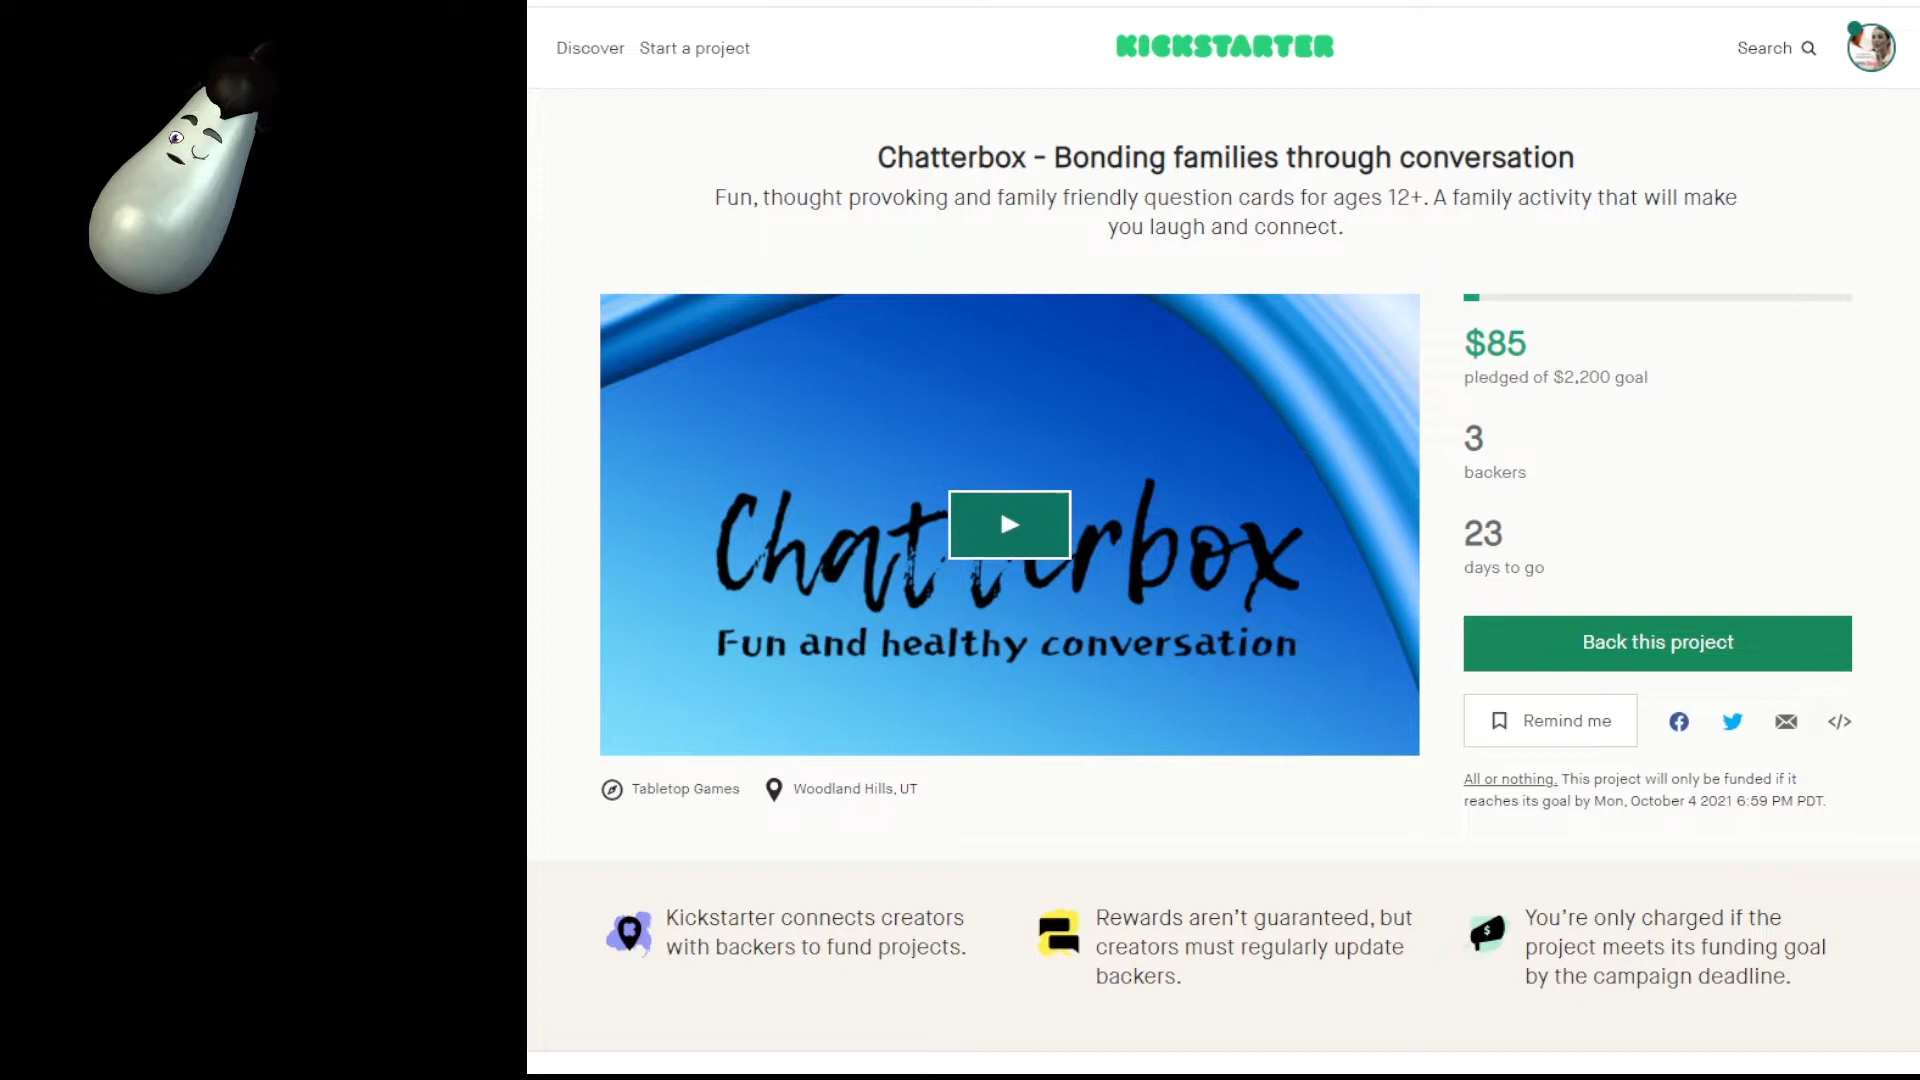 Discover Start a project
KICKSTARTER
Search
Chatterbox - Bonding families through conversation
Fun, thought provoking and family friendly question cards for ages 12+. A family activity that will make
you laugh and connect.
Chatterbox
Fun and healthy conversation
$85
pledged of $2,200 goal
3
backers
23
days to go
Back this project
Remind me
All or nothing. This project will only be funded if it
reaches its goal by Mon, October 4 2021 6:59 PM PDT.
Tabletop Games Woodland Hills, UT
Kickstarter connects creators
with backers to fund projects.
Rewards aren't guaranteed, but
creators must regularly update
backers.
You're only charged if the
project meets its funding goal
by the campaign deadline.